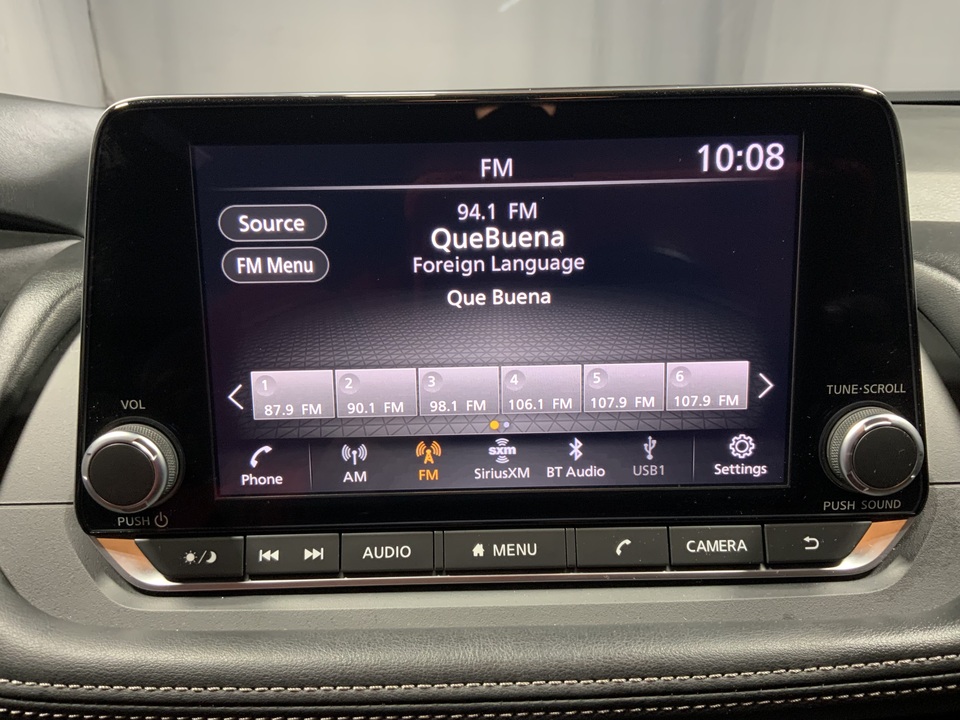 FM
10:08
Source
FM Menu
94.1 FM
QueBuena
Foreign Language
Que Buena
1
87.9 FM
2
90.1 FM
3
98.1 FM
4
106.1 FM
5
107.9 FM
6
107.9 FM
Phone
AM
FM
sxm
SiriusXM
BT Audio
USB1
Settings
VOL
PUSH
TUNE·SCROLL
PUSH SOUND
AUDIO
MENU
CAMERA